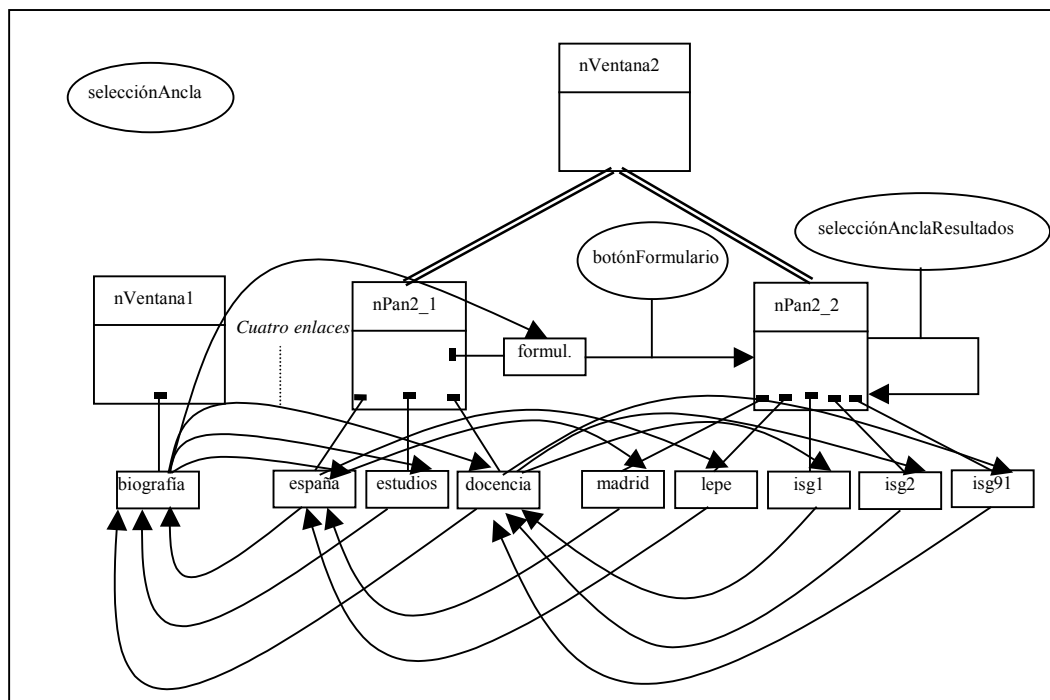 nVentana2
selecciónAncla
selecciónAnclaResultados
botónFormulario
nVentana1
nPan2_1
nPan2_2
Cuatro enlaces
formul.
biografía
españa
estudios
docencia
madrid
lepe
isg1
isg2
isg91